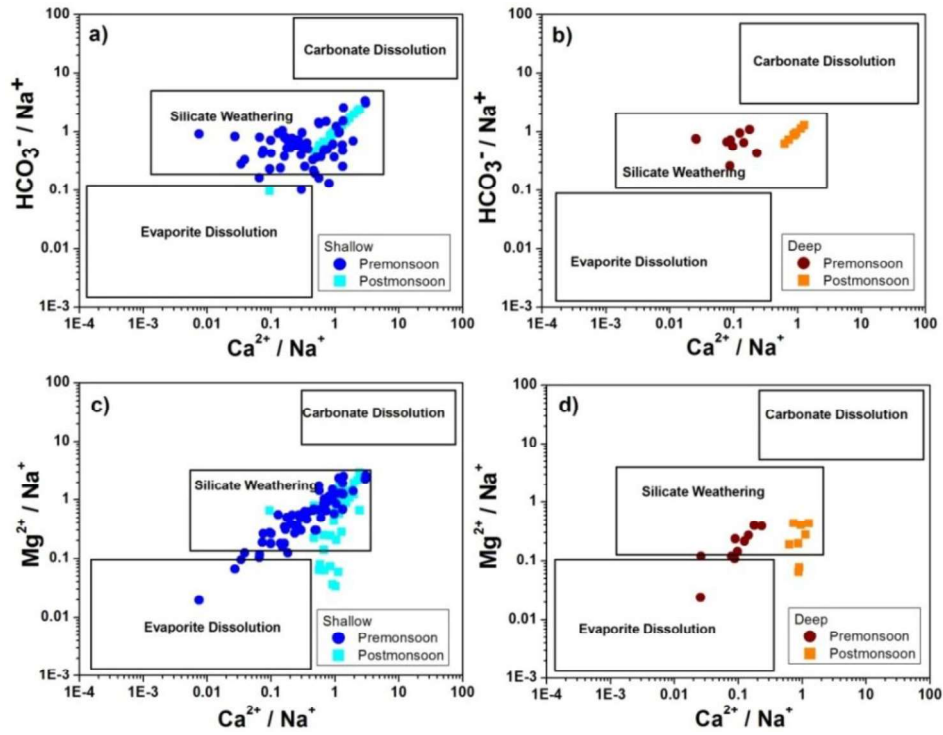 a)
100
10
1
0.1
0.01
1E-3
HCO₃⁻ / Na⁺
Carbonate Dissolution
Silicate Weathering
Evaporite Dissolution
Shallow
Premonsoon
Postmonsoon
1E-4 1E-3 0.01 0.1 1 10 100
Ca²⁺ / Na⁺
b)
100
10
1
0.1
0.01
1E-3
HCO₃⁻ / Na⁺
Carbonate Dissolution
Silicate Weathering
Evaporite Dissolution
Deep
Premonsoon
Postmonsoon
1E-4 1E-3 0.01 0.1 1 10 100
Ca²⁺ / Na⁺
c)
100
10
1
0.1
0.01
1E-3
Mg²⁺ / Na⁺
Carbonate Dissolution
Silicate Weathering
Evaporite Dissolution
Shallow
Premonsoon
Postmonsoon
1E-4 1E-3 0.01 0.1 1 10 100
Ca²⁺ / Na⁺
d)
100
10
1
0.1
0.01
1E-3
Mg²⁺ / Na⁺
Carbonate Dissolution
Silicate Weathering
Evaporite Dissolution
Deep
Premonsoon
Postmonsoon
1E-4 1E-3 0.01 0.1 1 10 100
Ca²⁺ / Na⁺